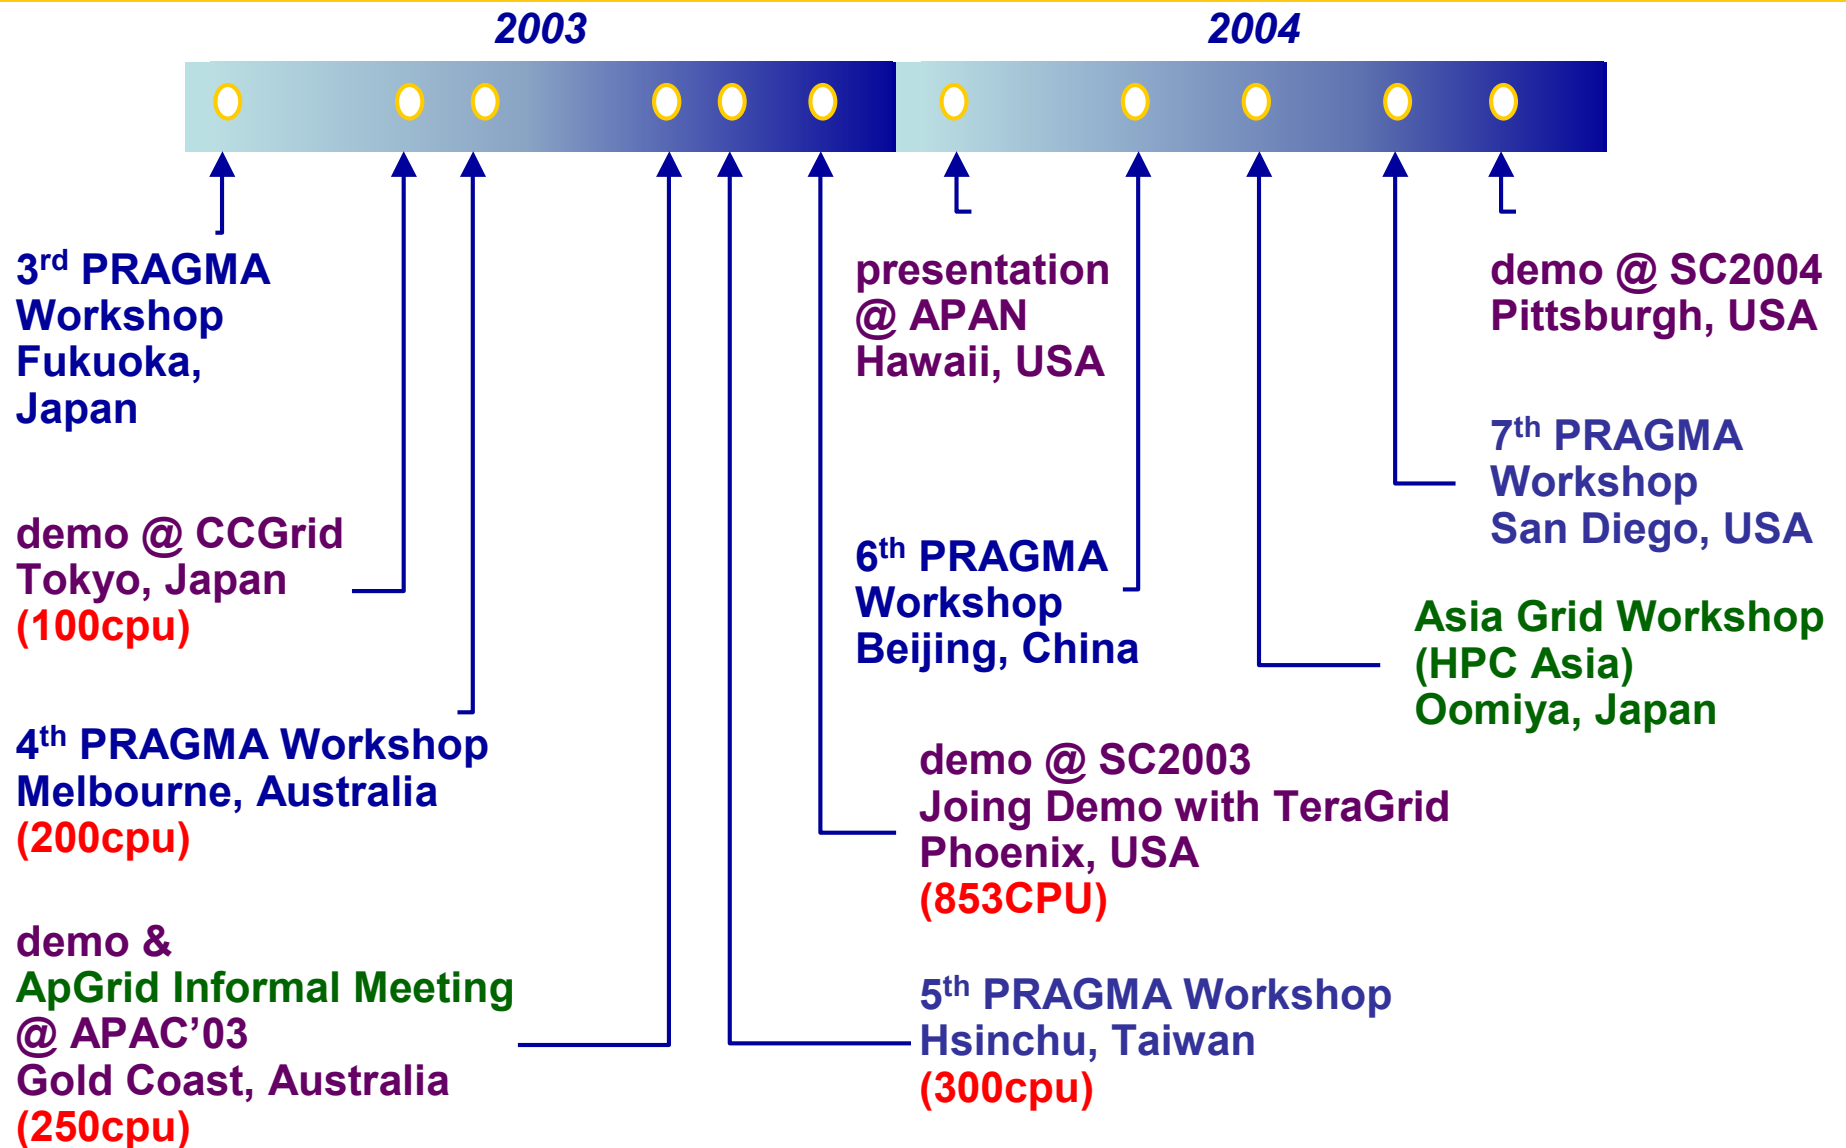 2003
2004
3rd PRAGMA
Workshop
Fukuoka,
Japan
demo @ CCGrid
Tokyo, Japan
(100cpu)
4th PRAGMA Workshop
Melbourne, Australia
(200cpu)
demo &
ApGrid Informal Meeting
@ APAC’03
Gold Coast, Australia
(250cpu)
presentation
@ APAN
Hawaii, USA
6th PRAGMA
Workshop
Beijing, China
demo @ SC2003
Joing Demo with TeraGrid
Phoenix, USA
(853CPU)
5th PRAGMA Workshop
Hsinchu, Taiwan
(300cpu)
demo @ SC2004
Pittsburgh, USA
7th PRAGMA
Workshop
San Diego, USA
Asia Grid Workshop
(HPC Asia)
Oomiya, Japan